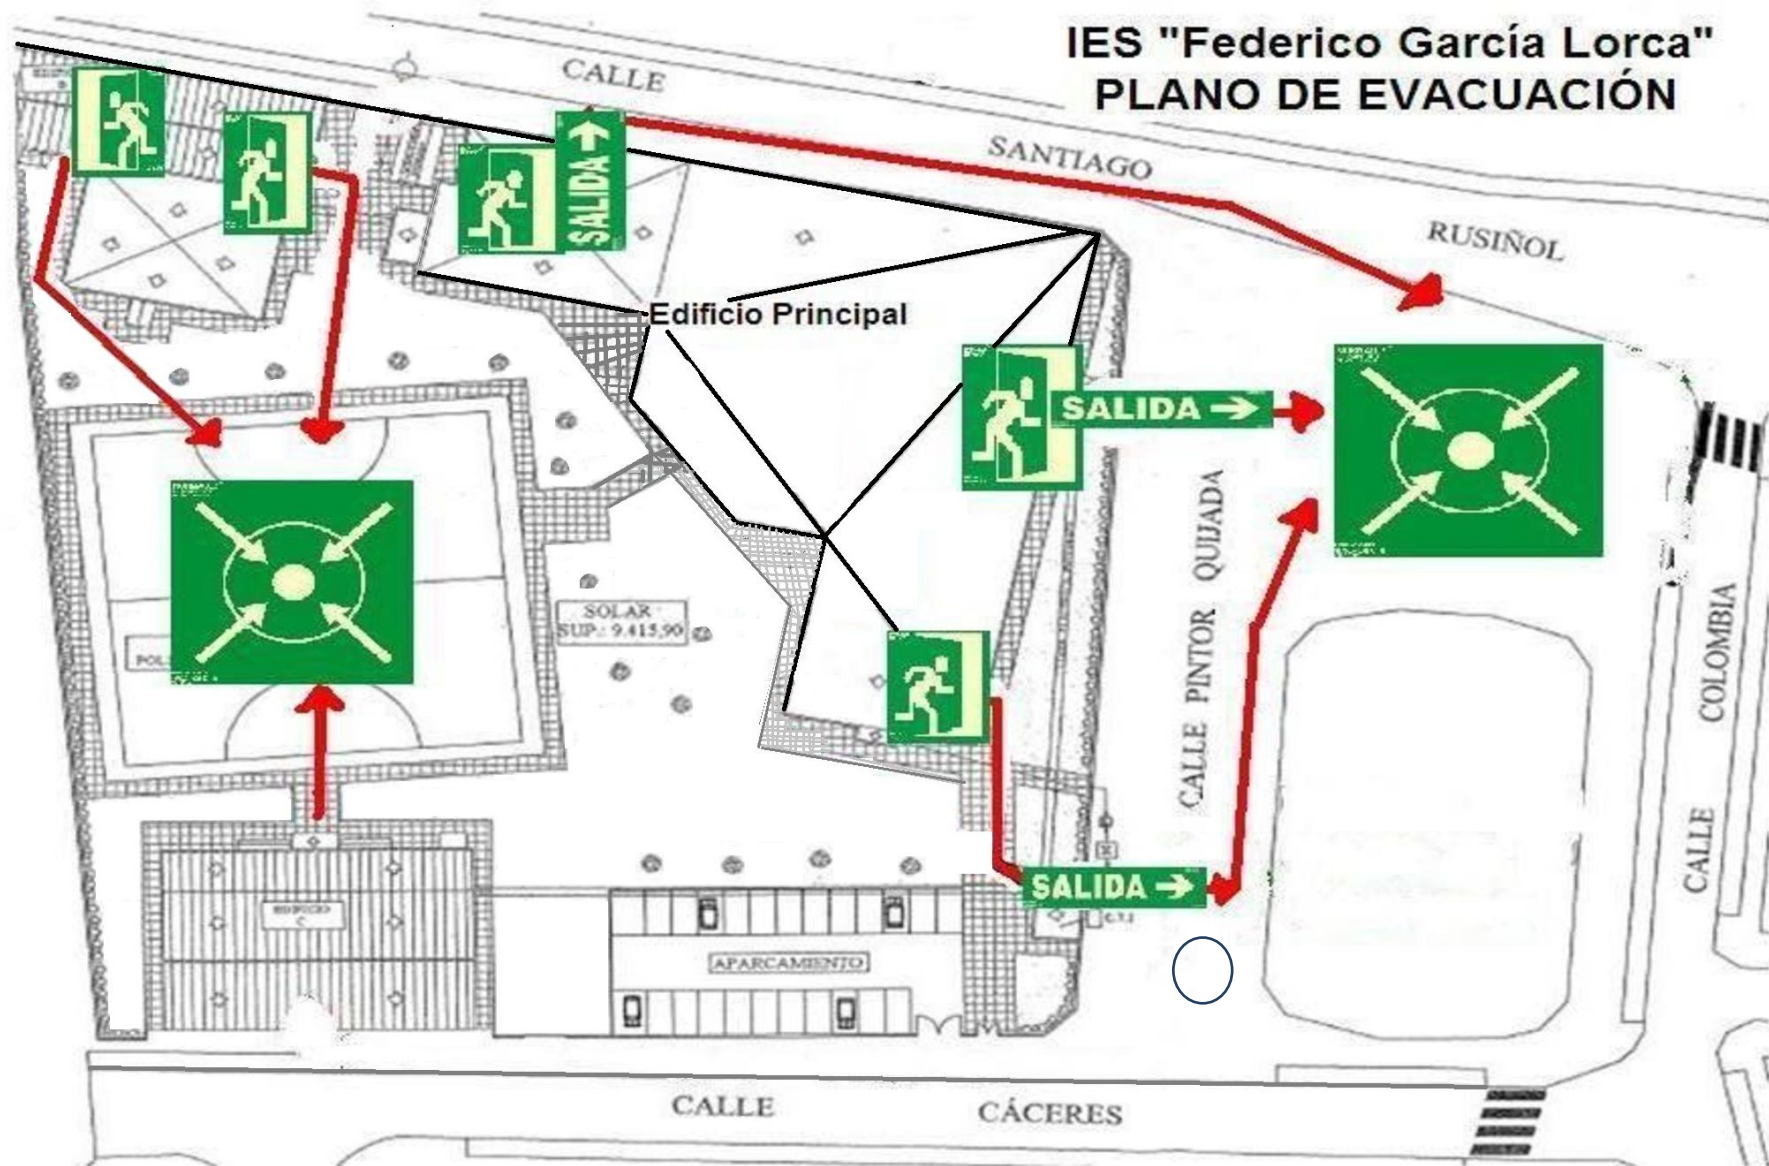 IES "Federico García Lorca"
PLANO DE EVACUACIÓN
CALLE
SANTIAGO
RUSIÑOL
SALIDA
Edificio Principal
SALIDA
CALLE PINTOR QUIJADA
SOLAR
SUP.: 9.415,90
CALLE COLOMBIA
SALIDA
EDIFICIO
C
APARCAMIENTO
CALLE CÁCERES